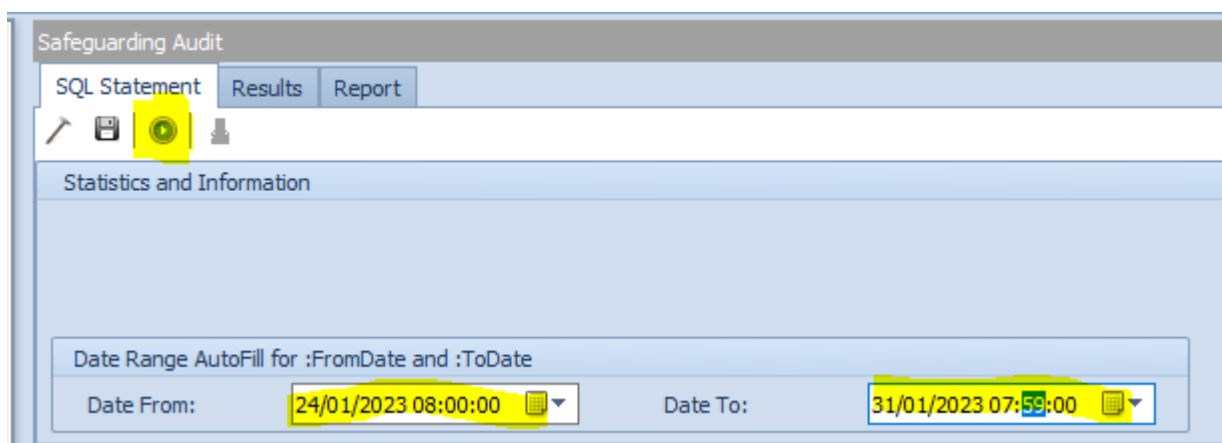 Safeguarding Audit
SQL Statement Results Report
Statistics and Information
Date Range AutoFill for :FromDate and :ToDate
Date From: 24/01/2023 08:00:00 Date To: 31/01/2023 07:59:00